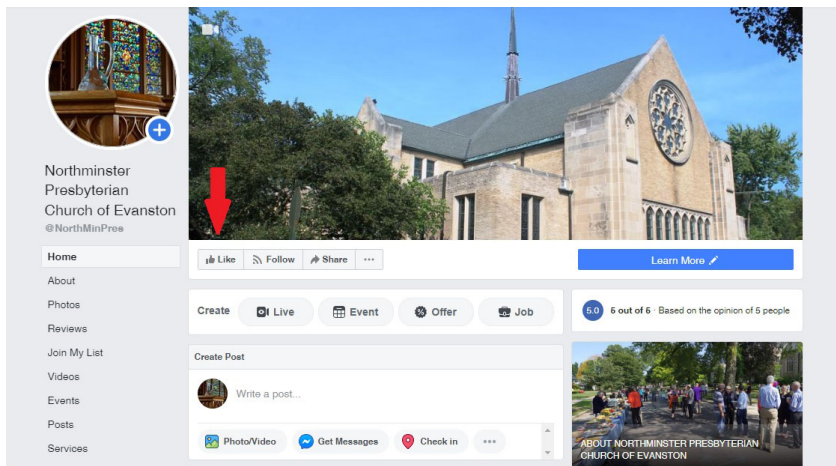 Northminster
Presbyterian
Church of Evanston
@NorthMinPres
Home
About
Photos
Reviews
Join My List
Videos
Events
Posts
Services
Like Follow Share ...
Learn More
Create Live Event Offer Job
5.0 5 out of 5 · Based on the opinion of 5 people
Create Post
Write a post...
Photo/Video Get Messages Check in ...
ABOUT NORTHMINSTER PRESBYTERIAN
CHURCH OF EVANSTON